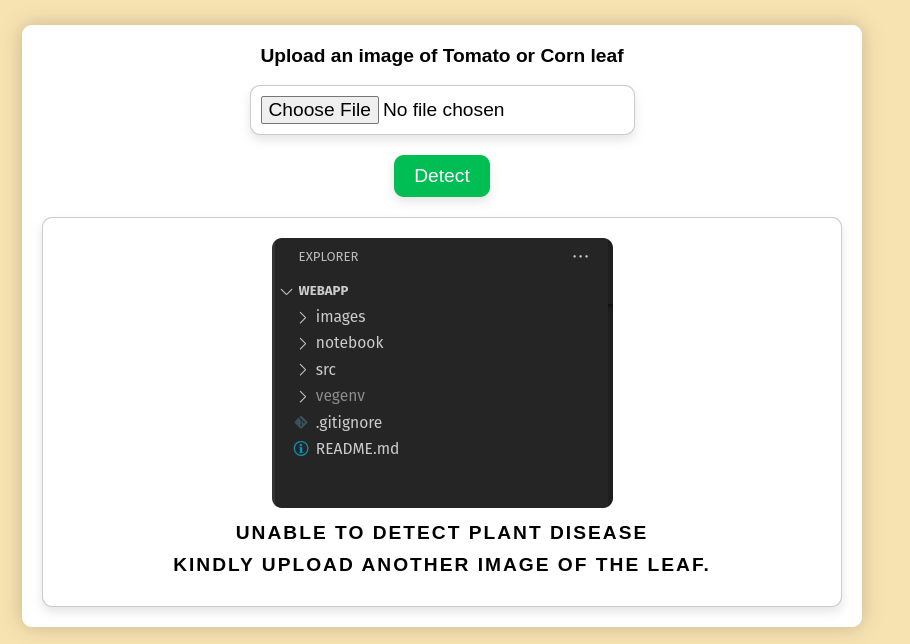 Upload an image of Tomato or Corn leaf
Choose File No file chosen
Detect
EXPLORER ...
WEBAPP
images
notebook
src
vegenv
.gitignore
README.md
UNABLE TO DETECT PLANT DISEASE
KINDLY UPLOAD ANOTHER IMAGE OF THE LEAF.